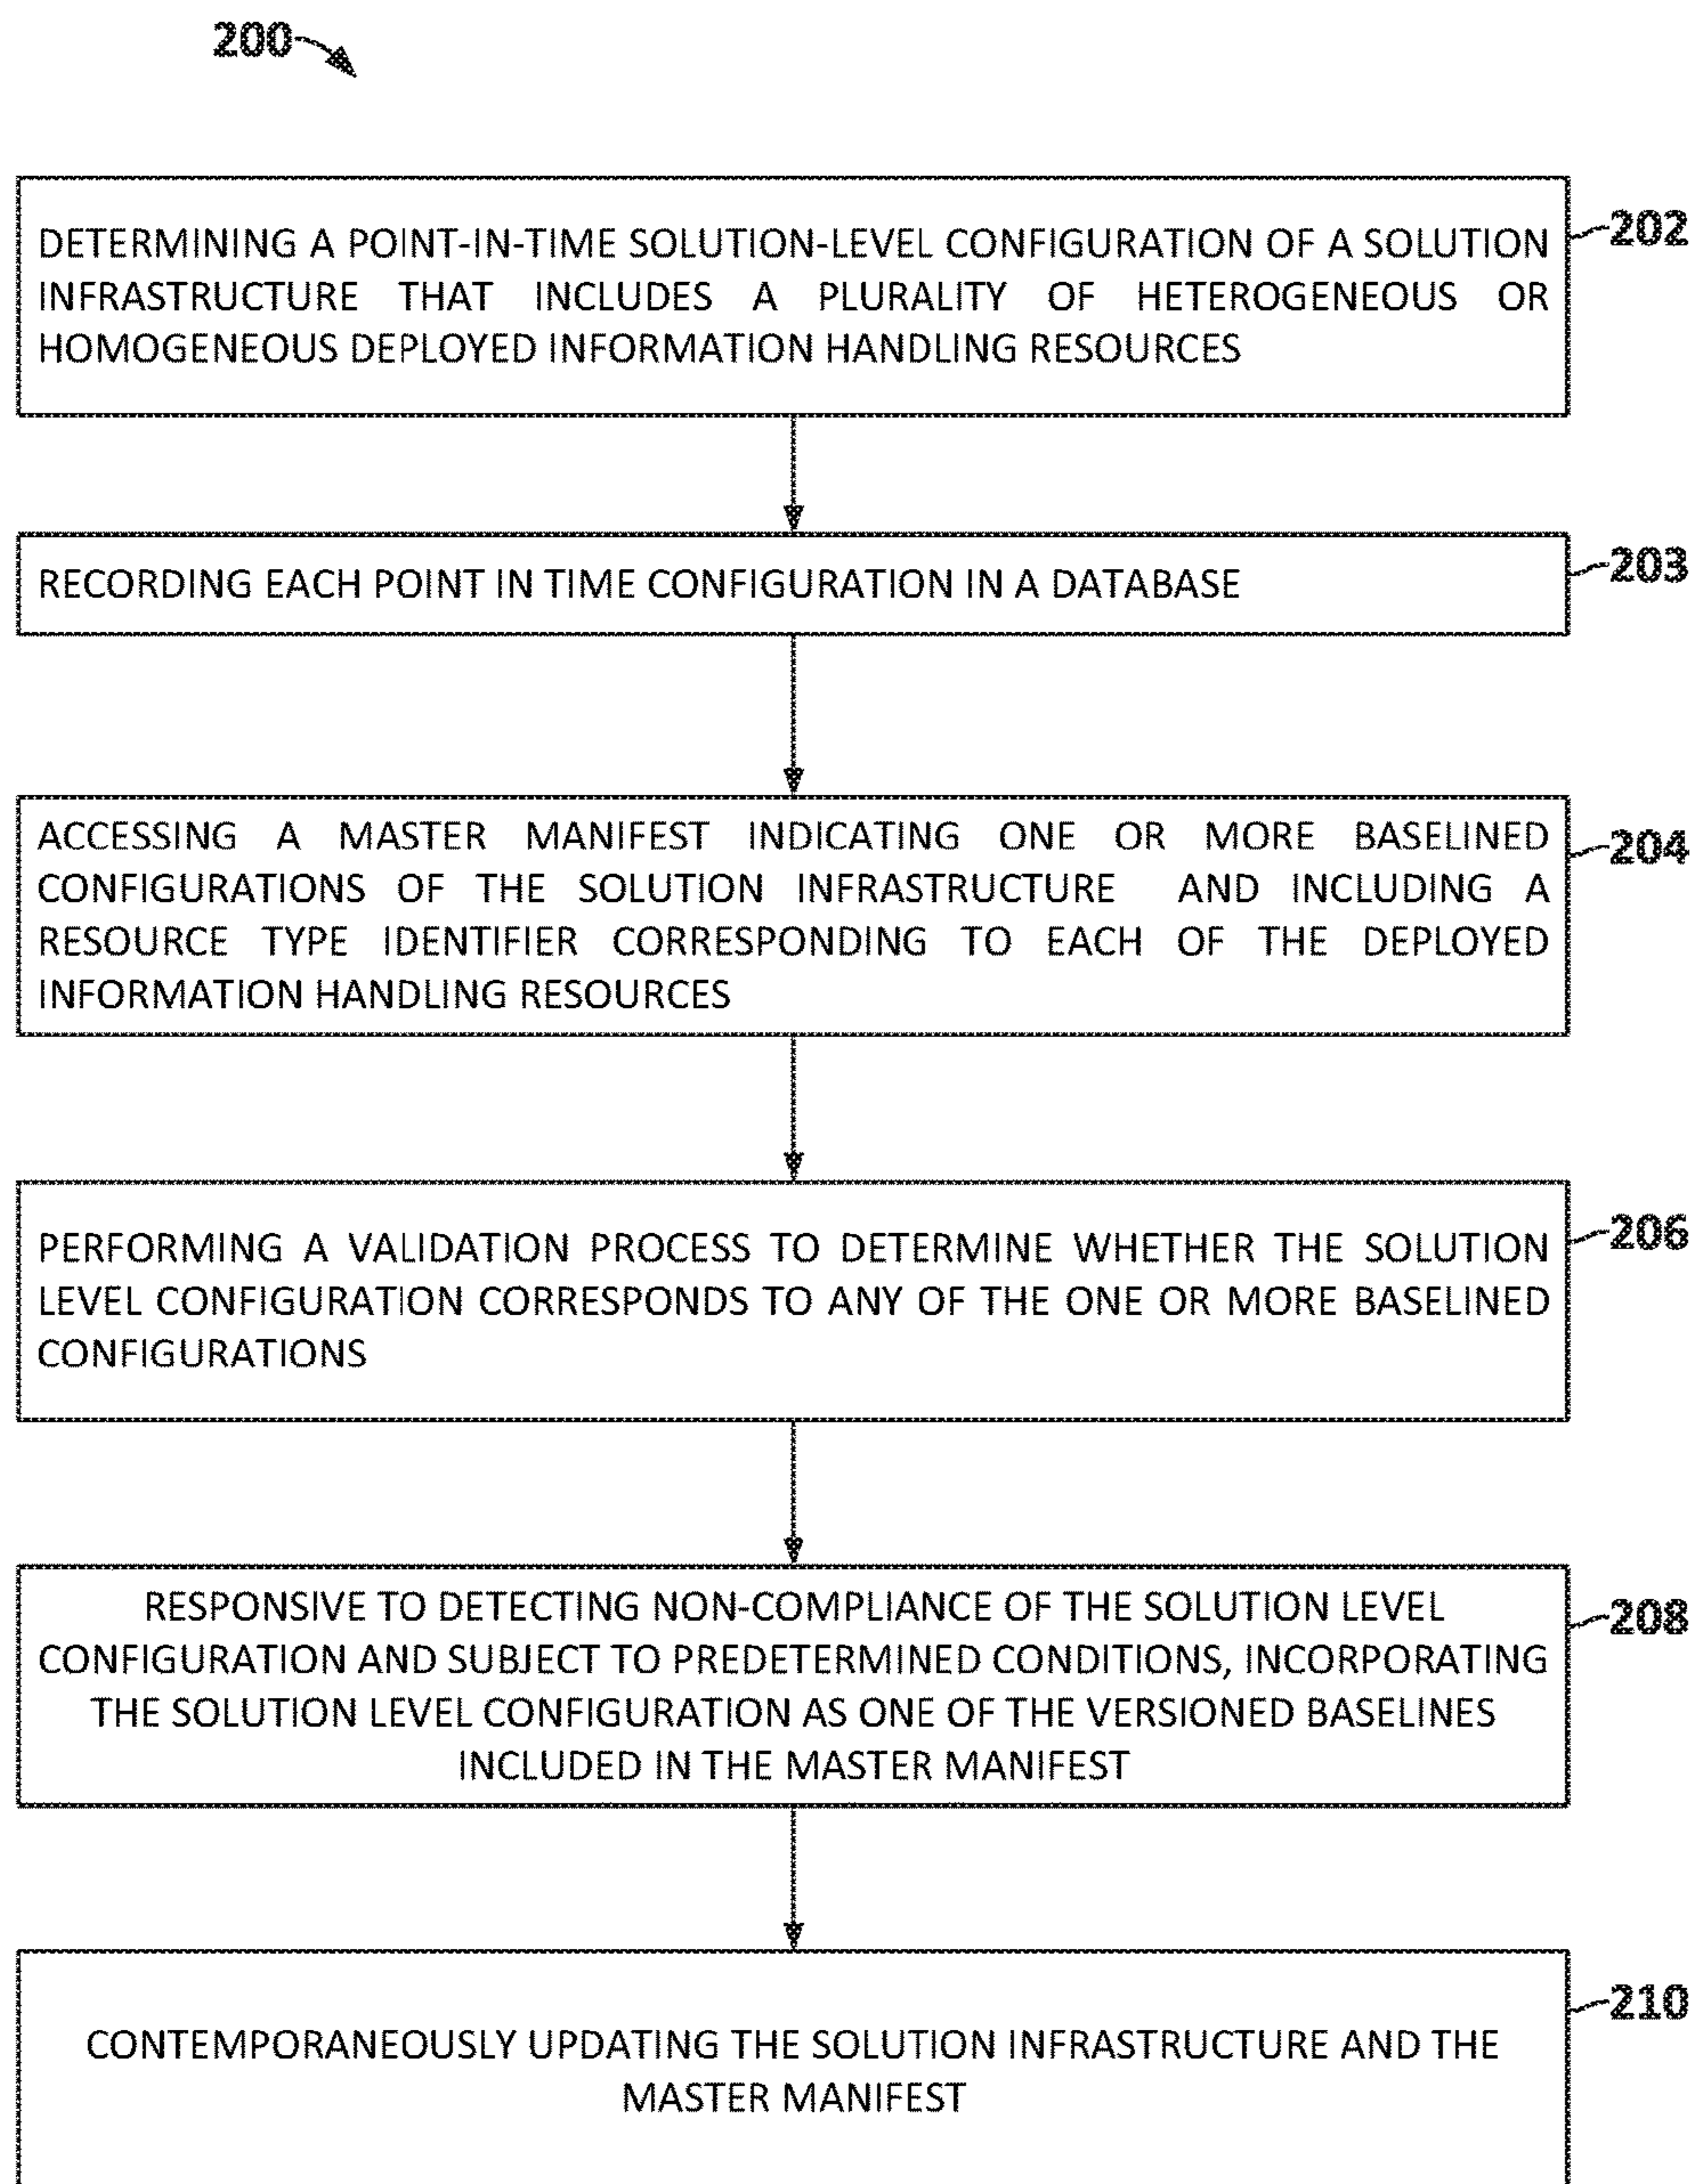 200
DETERMINING A POINT-IN-TIME SOLUTION-LEVEL CONFIGURATION OF A SOLUTION
INFRASTRUCTURE THAT INCLUDES A PLURALITY OF HETEROGENEOUS OR
HOMOGENEOUS DEPLOYED INFORMATION HANDLING RESOURCES
202
RECORDING EACH POINT IN TIME CONFIGURATION IN A DATABASE
203
ACCESSING A MASTER MANIFEST INDICATING ONE OR MORE BASELINED
CONFIGURATIONS OF THE SOLUTION INFRASTRUCTURE AND INCLUDING A
RESOURCE TYPE IDENTIFIER CORRESPONDING TO EACH OF THE DEPLOYED
INFORMATION HANDLING RESOURCES
204
PERFORMING A VALIDATION PROCESS TO DETERMINE WHETHER THE SOLUTION
LEVEL CONFIGURATION CORRESPONDS TO ANY OF THE ONE OR MORE BASELINED
CONFIGURATIONS
206
RESPONSIVE TO DETECTING NON-COMPLIANCE OF THE SOLUTION LEVEL
CONFIGURATION AND SUBJECT TO PREDETERMINED CONDITIONS, INCORPORATING
THE SOLUTION LEVEL CONFIGURATION AS ONE OF THE VERSIONED BASELINES
INCLUDED IN THE MASTER MANIFEST
208
CONTEMPORANEOUSLY UPDATING THE SOLUTION INFRASTRUCTURE AND THE
MASTER MANIFEST
210